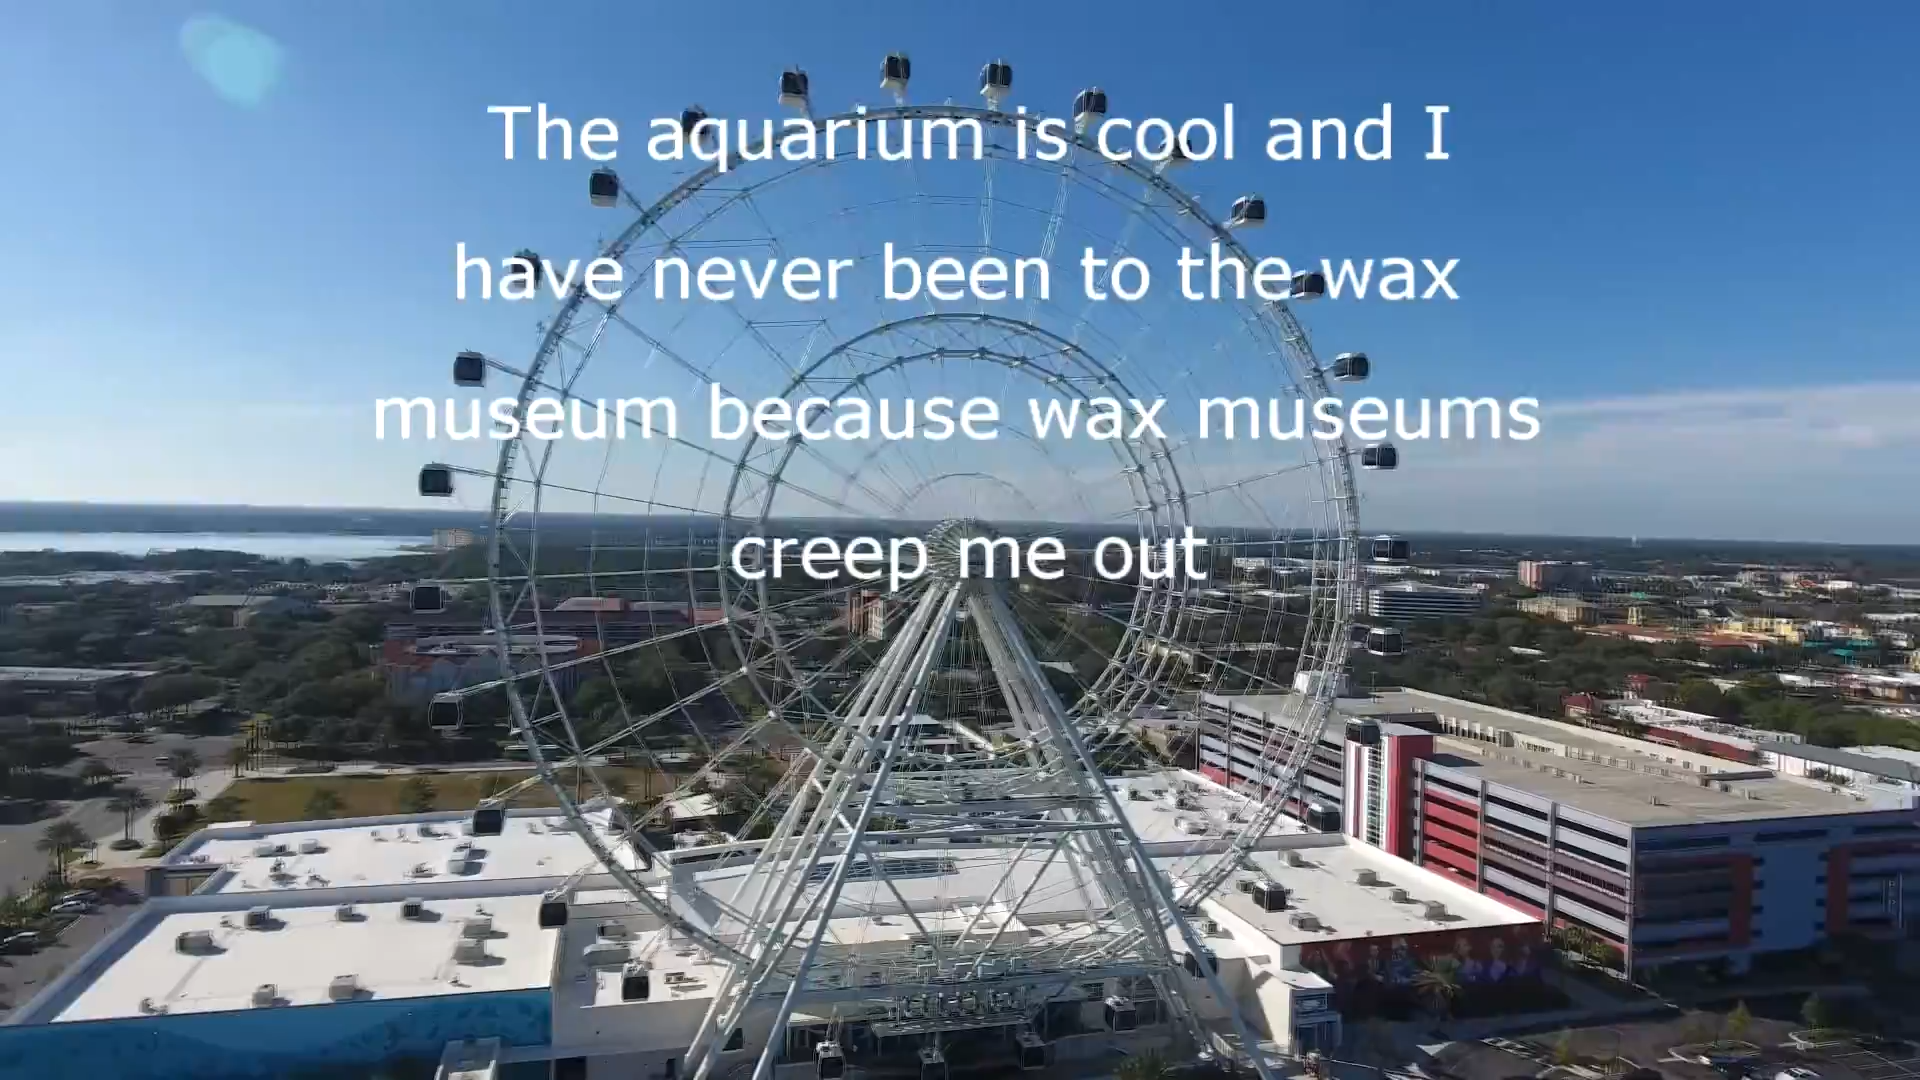 The aquarium is cool and I
have never been to the wax
museum because wax museums
creep me out